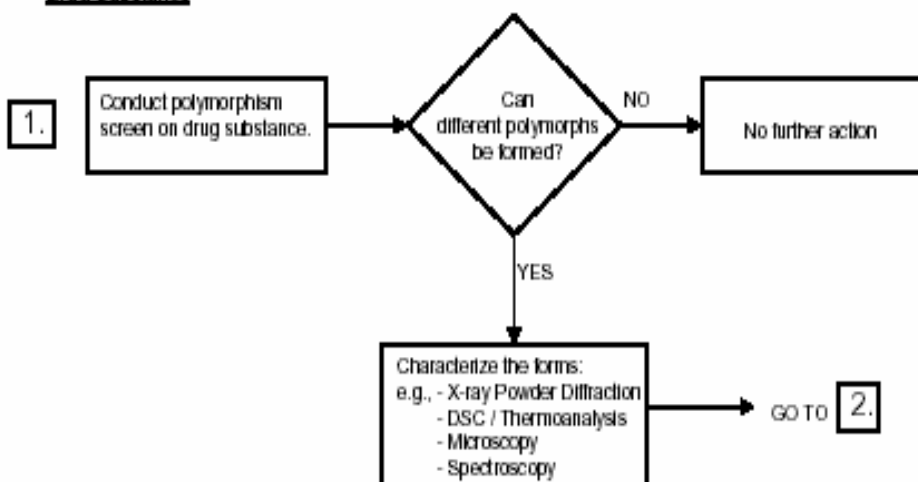 1.
Conduct polymorphism
screen on drug substance.
Can
different polymorphs
be formed?
NO
No further action
YES
Characterize the forms:
e.g., - X-ray Powder Diffraction
- DSC / Thermoanalysis
- Microscopy
- Spectroscopy
GO TO
2.